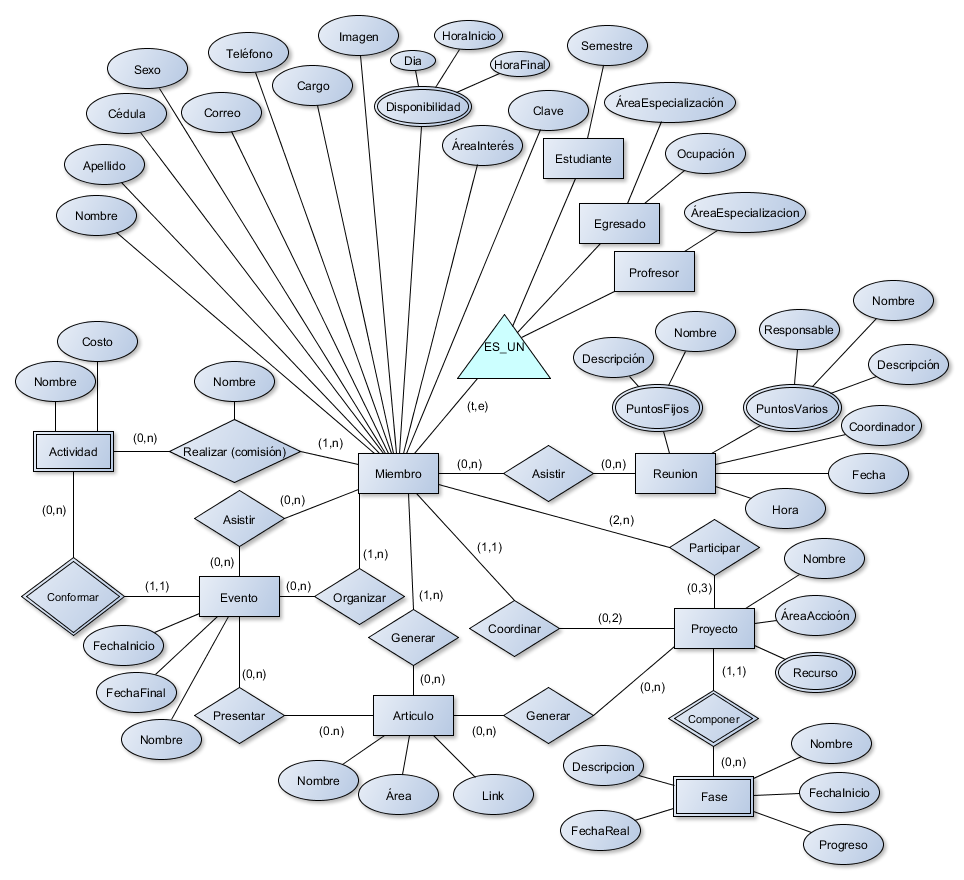 Imagen
HoraInicio
Semestre
Teléfono
Dia
HoraFinal
Sexo
Cargo
Disponibilidad
ÁreaEspecialización
Cédula
Correo
Clave
ÁreaInterés
Estudiante
Ocupación
Apellido
Nombre
Egresado
ÁreaEspecializacion
Profresor
Nombre
Responsable
Nombre
Costo
ES_UN
Descripción
Descripción
Nombre
Nombre
(t,e)
PuntosFijos
PuntosVarios
Coordinador
(0,n)
(1,n)
Actividad
Realizar (comisión)
Miembro
(0,n)
Asistir
(0,n)
Reunion
Fecha
(0,n)
(0,n)
Hora
Asistir
(2,n)
(1,1)
Participar
(0,n)
(1,n)
Nombre
(1,1)
(0,n)
(0,3)
Conformar
Evento
Organizar
(1,n)
ÁreaAccioón
(0,2)
Coordinar
Proyecto
FechaInicio
Generar
(0,n)
(0,n)
(1,1)
Recurso
(0,n)
FechaFinal
Presentar
(0.n)
Articulo
(0,n)
Generar
Componer
Nombre
Nombre
(0,n)
Descripcion
Nombre
Área
Link
Fase
FechaInicio
FechaReal
Progreso